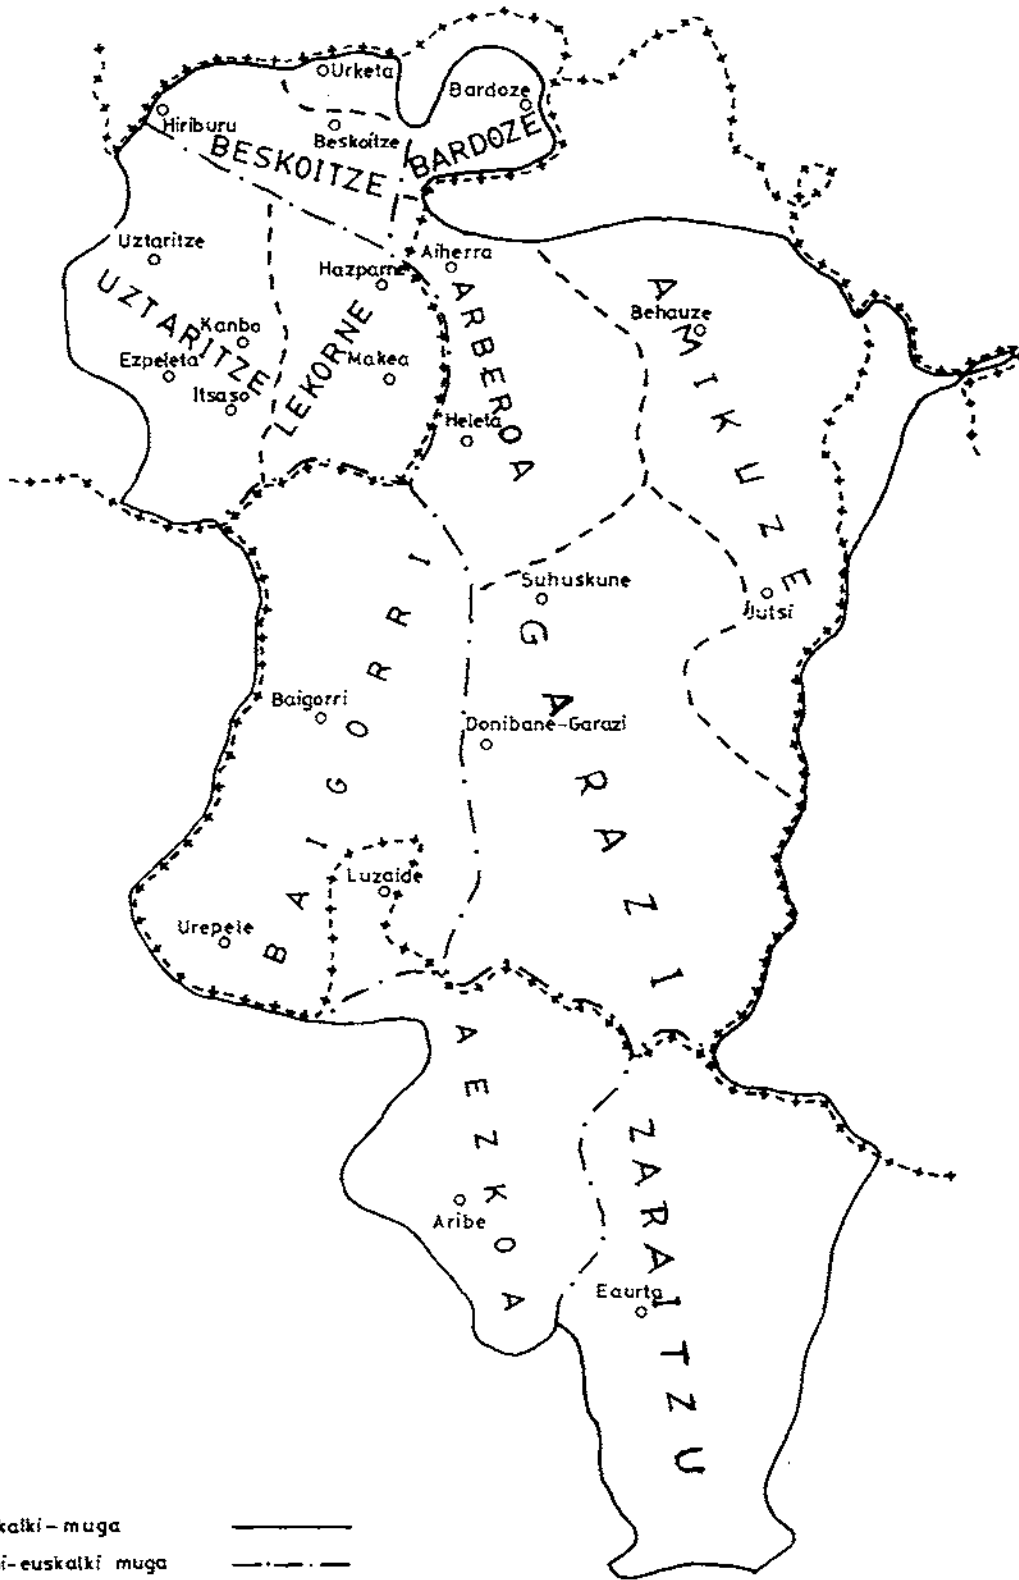 Urketa
Bardoze
Hiriburu
Beskoitze
BESKOITZE
BARDOZE
Uztaritze
Aiherra
Hazparne
UZTARITZE
ARBEROA
AMIKUZE
Behauze
Kanbo
LEKORNE
Ezpeleta
Makea
Itsaso
Heleta
Suhuskune
Jutsi
GARAZI
BAIGORRI
Baigorri
Donibane-Garazi
Luzaide
Urepele
AEZKOA
ZARAITZU
Aribe
Eaurta
kalki-muga
i-euskalki muga